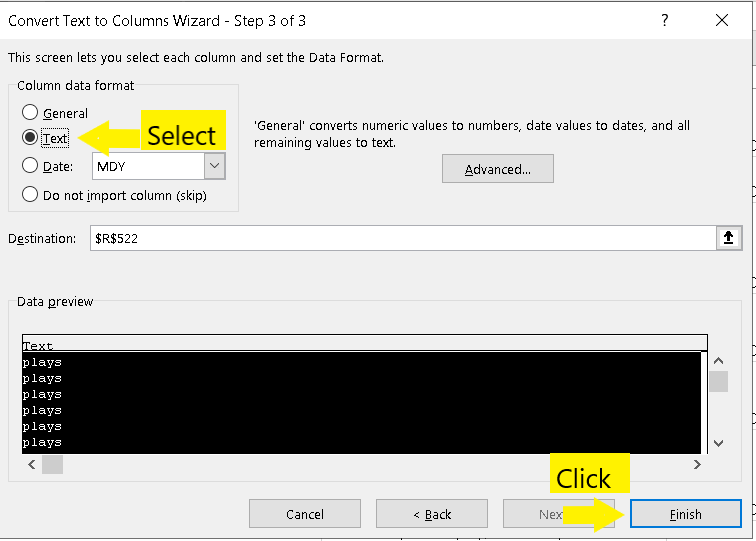 Convert Text to Columns Wizard - Step 3 of 3
?
This screen lets you select each column and set the Data Format.
Column data format
General
Text
Select
Date:
MDY
Do not import column (skip)
'General' converts numeric values to numbers, date values to dates, and all
remaining values to text.
Advanced...
Destination:
$R$522
Data preview
Text
plays
plays
plays
plays
plays
plays
Click
Cancel
< Back
Finish